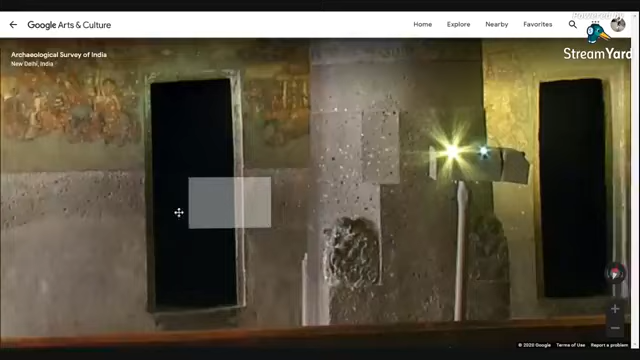 Google Arts & Culture
Home
Explore
Nearby
Favorites
Archaeological Survey of India
New Delhi, India
StreamYard
© 2020 Google
Terms of Use
Report a problem